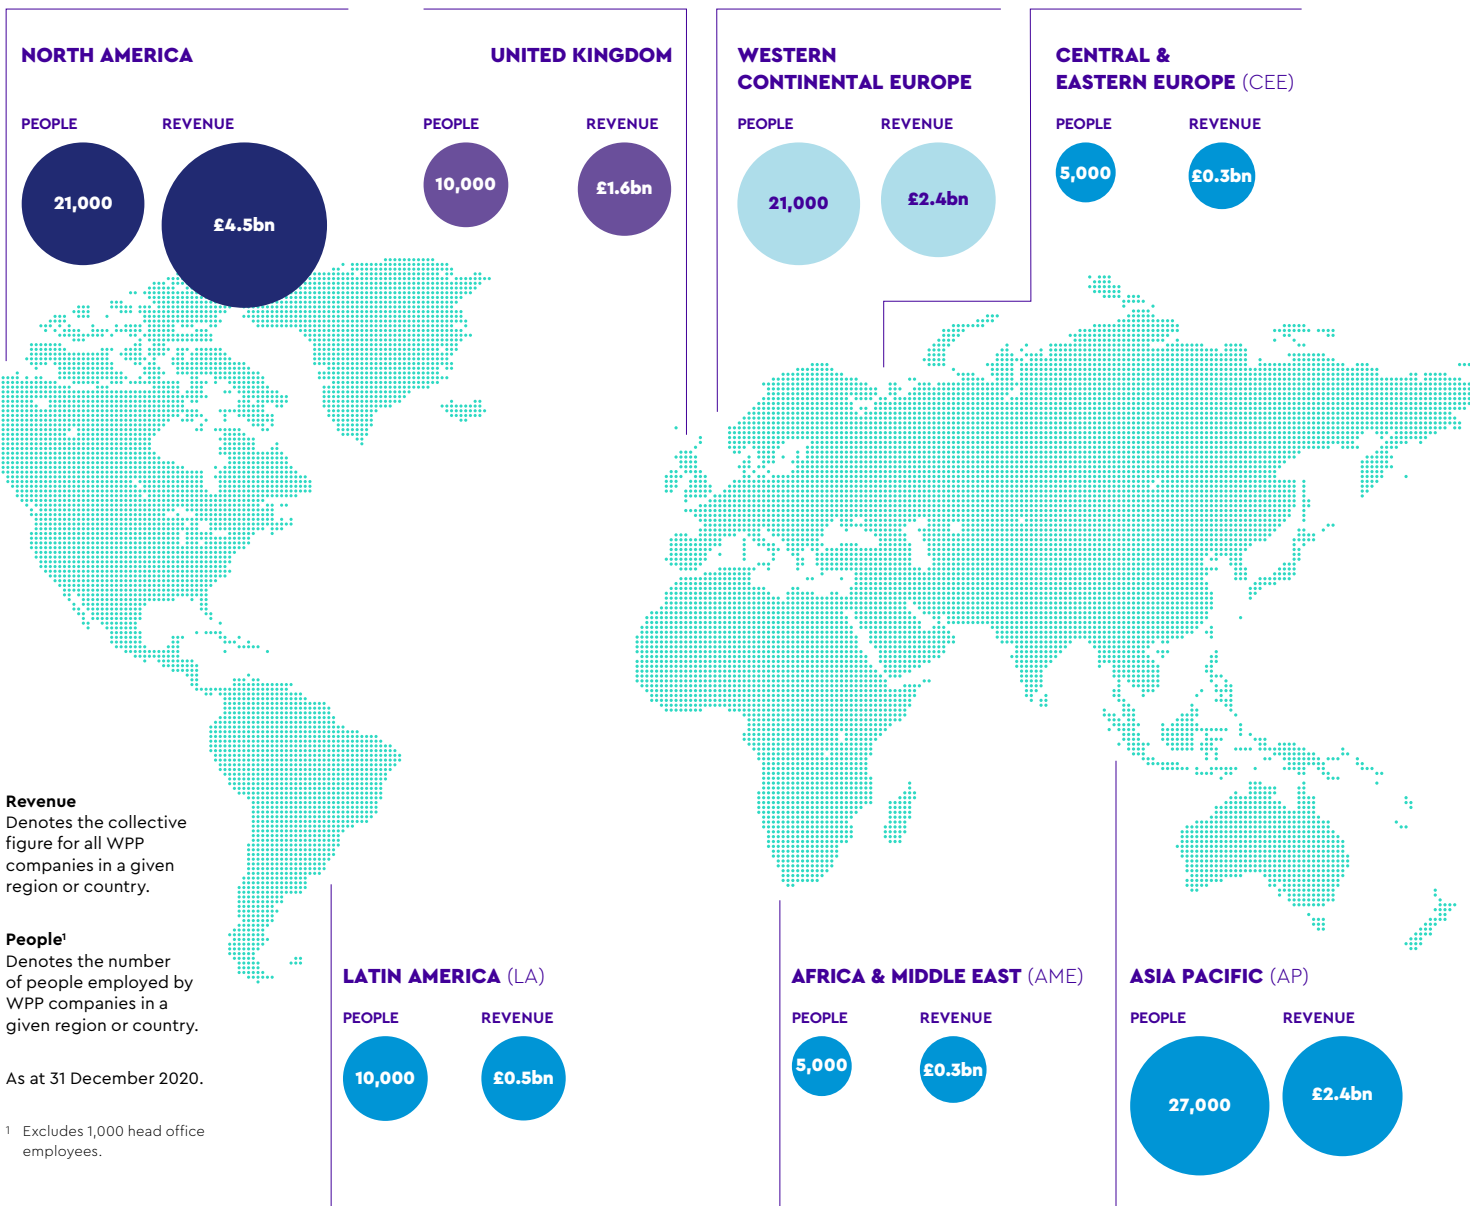 NORTH AMERICA
PEOPLE REVENUE
21,000 £4.5bn
UNITED KINGDOM
PEOPLE REVENUE
10,000 £1.6bn
WESTERN
CONTINENTAL EUROPE
PEOPLE REVENUE
21,000 £2.4bn
CENTRAL &
EASTERN EUROPE (CEE)
PEOPLE REVENUE
5,000 £0.3bn
Revenue
Denotes the collective
figure for all WPP
companies in a given
region or country.
People¹
Denotes the number
of people employed by
WPP companies in a
given region or country.
As at 31 December 2020.
¹ Excludes 1,000 head office
employees.
LATIN AMERICA (LA)
PEOPLE REVENUE
10,000 £0.5bn
AFRICA & MIDDLE EAST (AME)
PEOPLE REVENUE
5,000 £0.3bn
ASIA PACIFIC (AP)
PEOPLE REVENUE
27,000 £2.4bn